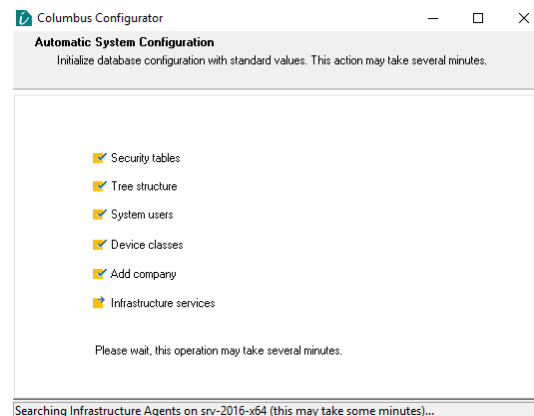 Columbus Configurator
Automatic System Configuration
Initialize database configuration with standard values. This action may take several minutes.
Security tables
Tree structure
System users
Device classes
Add company
Infrastructure services
Please wait, this operation may take several minutes.
Searching Infrastructure Agents on srv-2016-x64 (this may take some minutes)...